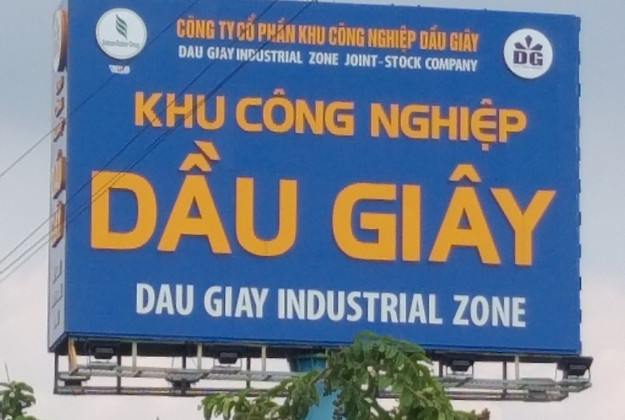 CÔNG TY CỔ PHẦN KHU CÔNG NGHIỆP DẦU GIÂY
DAU GIAY INDUSTRIAL ZONE JOINT-STOCK COMPANY
DG
KHU CÔNG NGHIỆP
DẦU GIÂY
DAU GIAY INDUSTRIAL ZONE